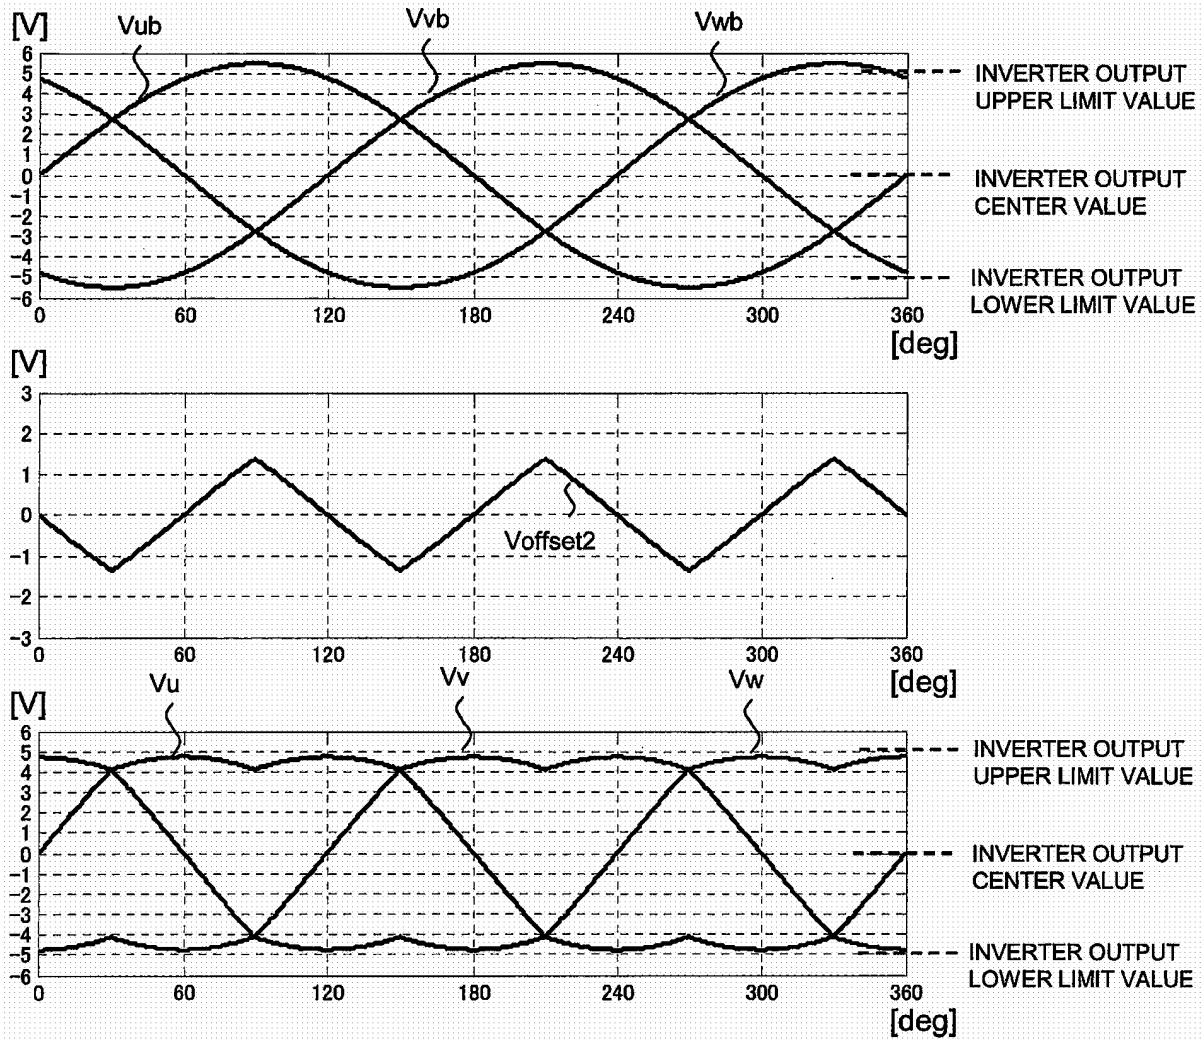 [V]
Vub
Vvb
Vwb
6
5
4
3
2
1
0
-1
-2
-3
-4
-5
-6
0
60
120
180
240
300
360
[deg]
INVERTER OUTPUT
UPPER LIMIT VALUE
INVERTER OUTPUT
CENTER VALUE
INVERTER OUTPUT
LOWER LIMIT VALUE
[V]
3
2
1
0
-1
-2
-3
Voffset2
0
60
120
180
240
300
360
[deg]
[V]
Vu
Vv
Vw
6
5
4
3
2
1
0
-1
-2
-3
-4
-5
-6
0
60
120
180
240
300
360
[deg]
INVERTER OUTPUT
UPPER LIMIT VALUE
INVERTER OUTPUT
CENTER VALUE
INVERTER OUTPUT
LOWER LIMIT VALUE